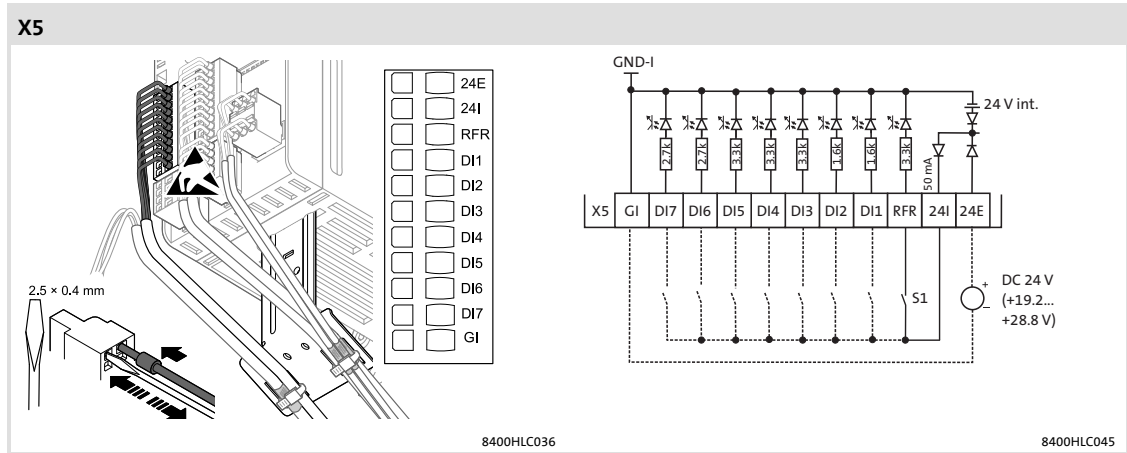 X5
24E
24I
RFR
DI1
DI2
DI3
DI4
DI5
DI6
DI7
GI
2.5 × 0.4 mm
8400HLC036
GND-I
24 V int.
2.7k
2.7k
3.3k
3.3k
3.3k
1.6k
1.6k
3.3k
50 mA
X5 GI DI7 DI6 DI5 DI4 DI3 DI2 DI1 RFR 24I 24E
S1
+
–
DC 24 V
(+19.2...
+28.8 V)
8400HLC045